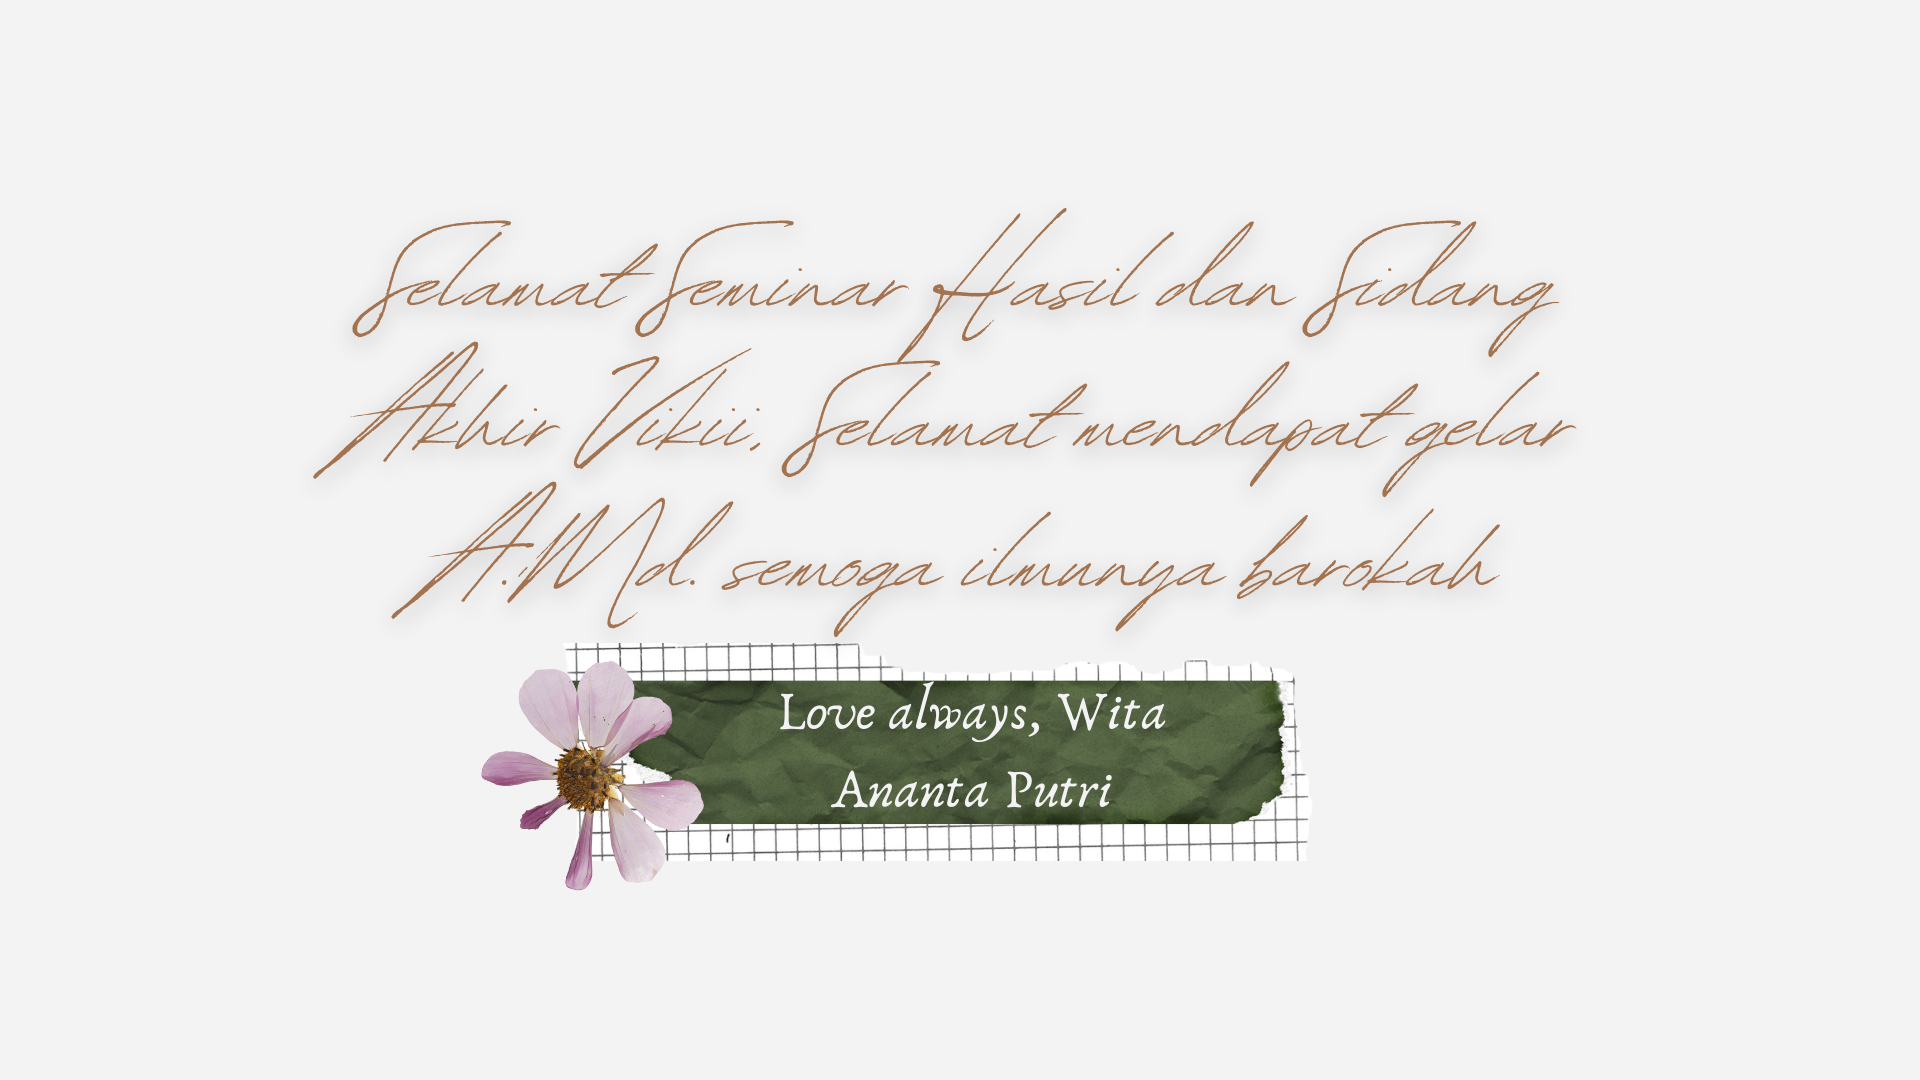 Selamat Seminar Hasil dan Sidang
Akhir Vikii, Selamat mendapat gelar
A.Md. semoga ilmunya barokah
Love always, Wita
Ananta Putri